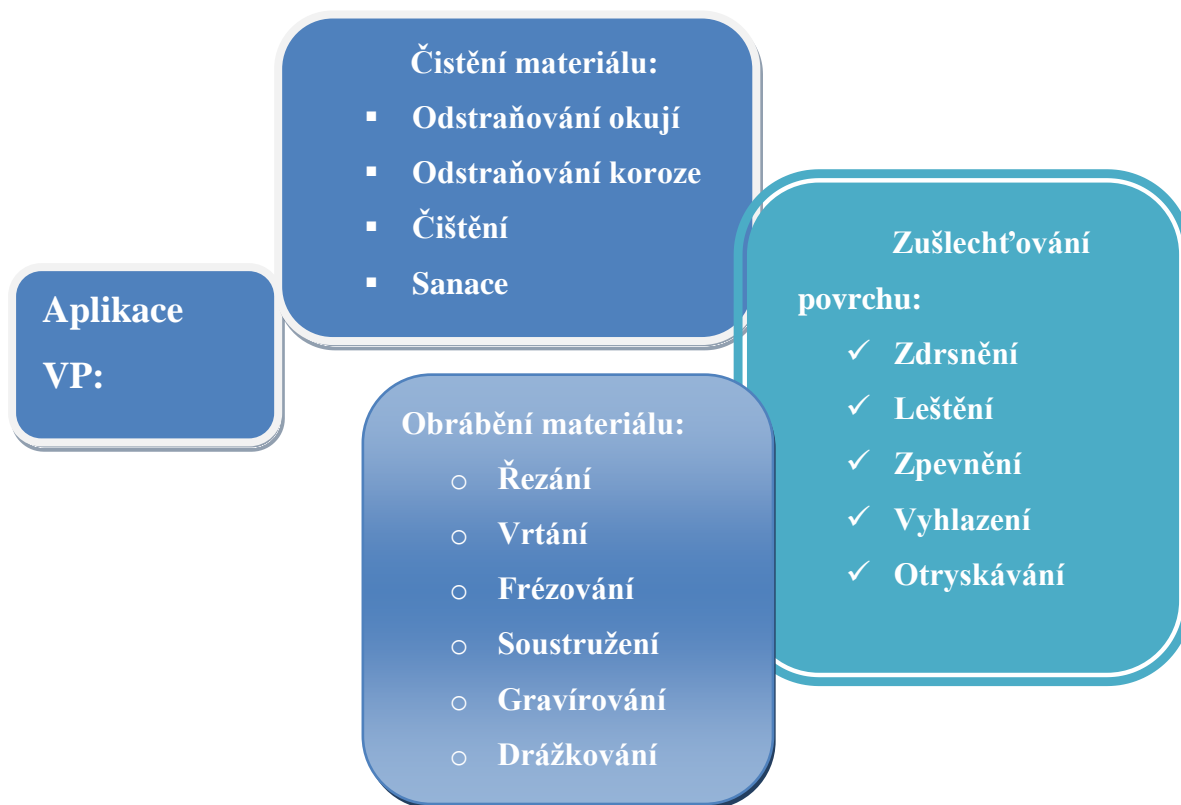 Aplikace
VP:
Čistění materiálu:
Odstraňování okují
Odstraňování koroze
Čištění
Sanace
Zušlechťování
povrchu:
Zdrsnění
Leštění
Zpevnění
Vyhlazení
Otryskávání
Obrábění materiálu:
Řezání
Vrtání
Frézování
Soustružení
Gravírování
Drážkování